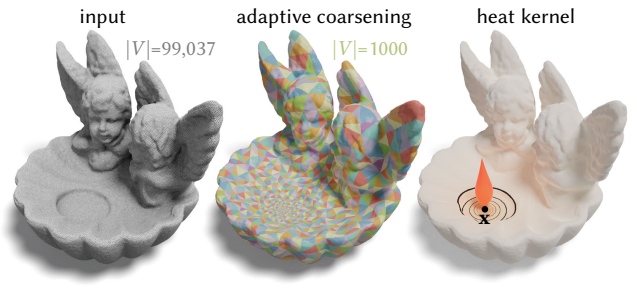 input
adaptive coarsening
heat kernel
|V|=99,037
|V|=1000
x